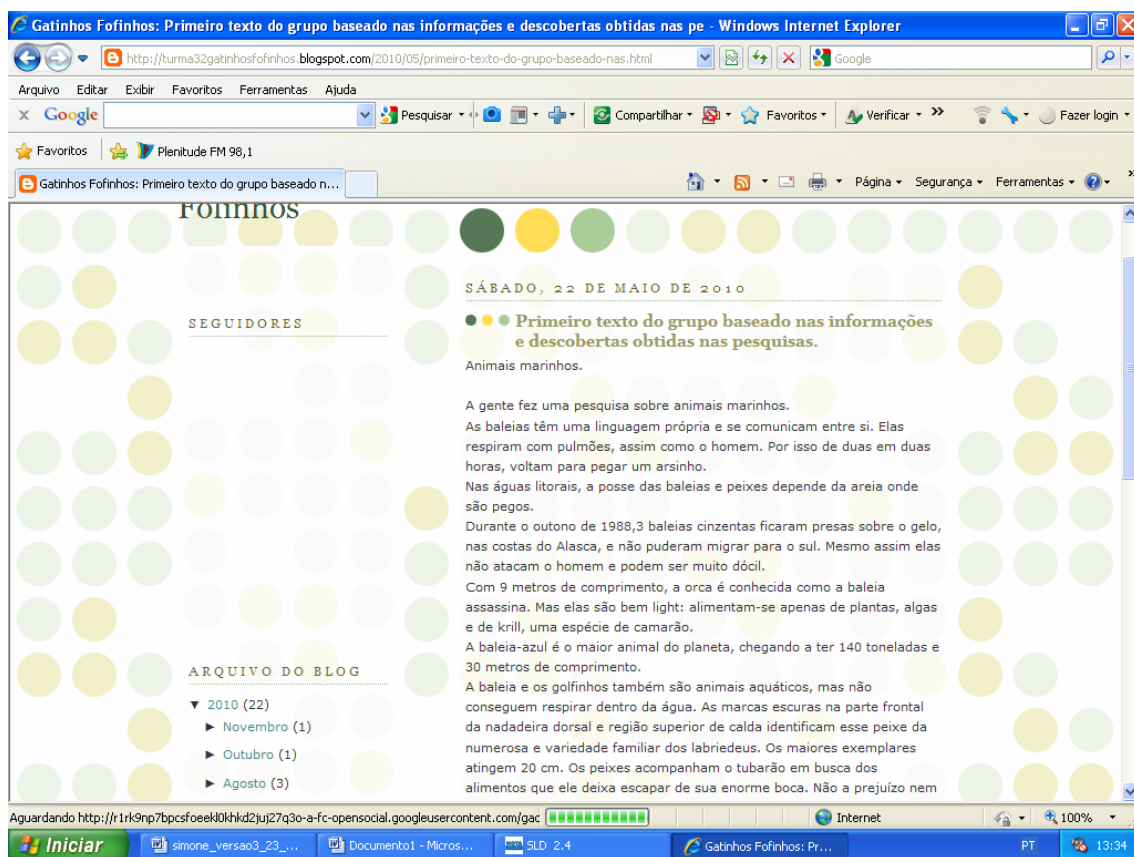 Gatinhos Fofinhos: Primeiro texto do grupo baseado nas informações e descobertas obtidas nas pe - Windows Internet Explorer
http://turma32gatinhosfofinhos.blogspot.com/2010/05/primeiro-texto-do-grupo-baseado-nas.html
Google
Arquivo Editar Exibir Favoritos Ferramentas Ajuda
x Google Pesquisar Compartilhar Favoritos Verificar Fazer login
Favoritos Plenitude FM 98,1
Gatinhos Fofinhos: Primeiro texto do grupo baseado n... Página Segurança Ferramentas
Fofinhos
SÁBADO, 22 DE MAIO DE 2010
SEGUIDORES
Primeiro texto do grupo baseado nas informações
e descobertas obtidas nas pesquisas.
Animais marinhos.
A gente fez uma pesquisa sobre animais marinhos.
As baleias têm uma linguagem própria e se comunicam entre si. Elas
respiram com pulmões, assim como o homem. Por isso de duas em duas
horas, voltam para pegar um arsinho.
Nas águas litorais, a posse das baleias e peixes depende da areia onde
são pegos.
Durante o outono de 1988,3 baleias cinzentas ficaram presas sobre o gelo,
nas costas do Alasca, e não puderam migrar para o sul. Mesmo assim elas
não atacam o homem e podem ser muito dócil.
Com 9 metros de comprimento, a orca é conhecida como a baleia
assassina. Mas elas são bem light: alimentam-se apenas de plantas, algas
e de krill, uma espécie de camarão.
A baleia-azul é o maior animal do planeta, chegando a ter 140 toneladas e
30 metros de comprimento.
A baleia e os golfinhos também são animais aquáticos, mas não
conseguem respirar dentro da água. As marcas escuras na parte frontal
da nadadeira dorsal e região superior de calda identificam esse peixe da
numerosa e variedade familiar dos labriedeus. Os maiores exemplares
atingem 20 cm. Os peixes acompanham o tubarão em busca dos
alimentos que ele deixa escapar de sua enorme boca. Não a prejuízo nem
ARQUIVO DO BLOG
▼ 2010 (22)
► Novembro (1)
► Outubro (1)
► Agosto (3)
Aguardando http://r1rk9np7bpcsfoeekl0khkd2juj27q3o-a-fc-opensocial.googleusercontent.com/gac Internet 100%
Iniciar simone_versao3_23_... Documento1 - Micros... SLD 2.4 Gatinhos Fofinhos: Pr... PT 13:34